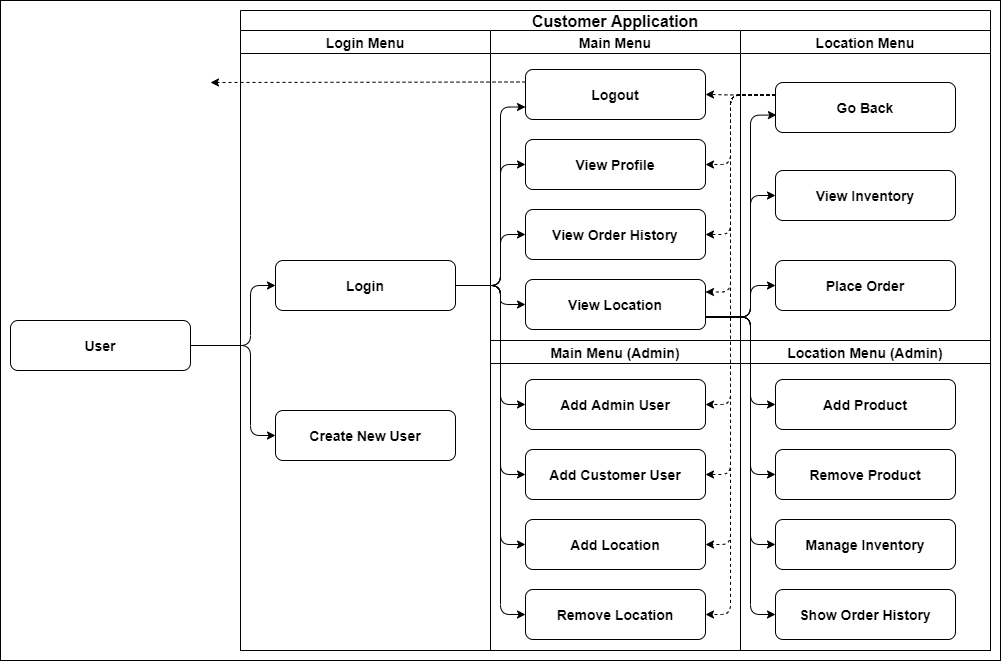 Customer Application
Login Menu
Main Menu
Location Menu
Logout
Go Back
View Profile
View Inventory
View Order History
Login
View Location
Place Order
User
Main Menu (Admin)
Location Menu (Admin)
Add Admin User
Add Product
Create New User
Add Customer User
Remove Product
Add Location
Manage Inventory
Remove Location
Show Order History